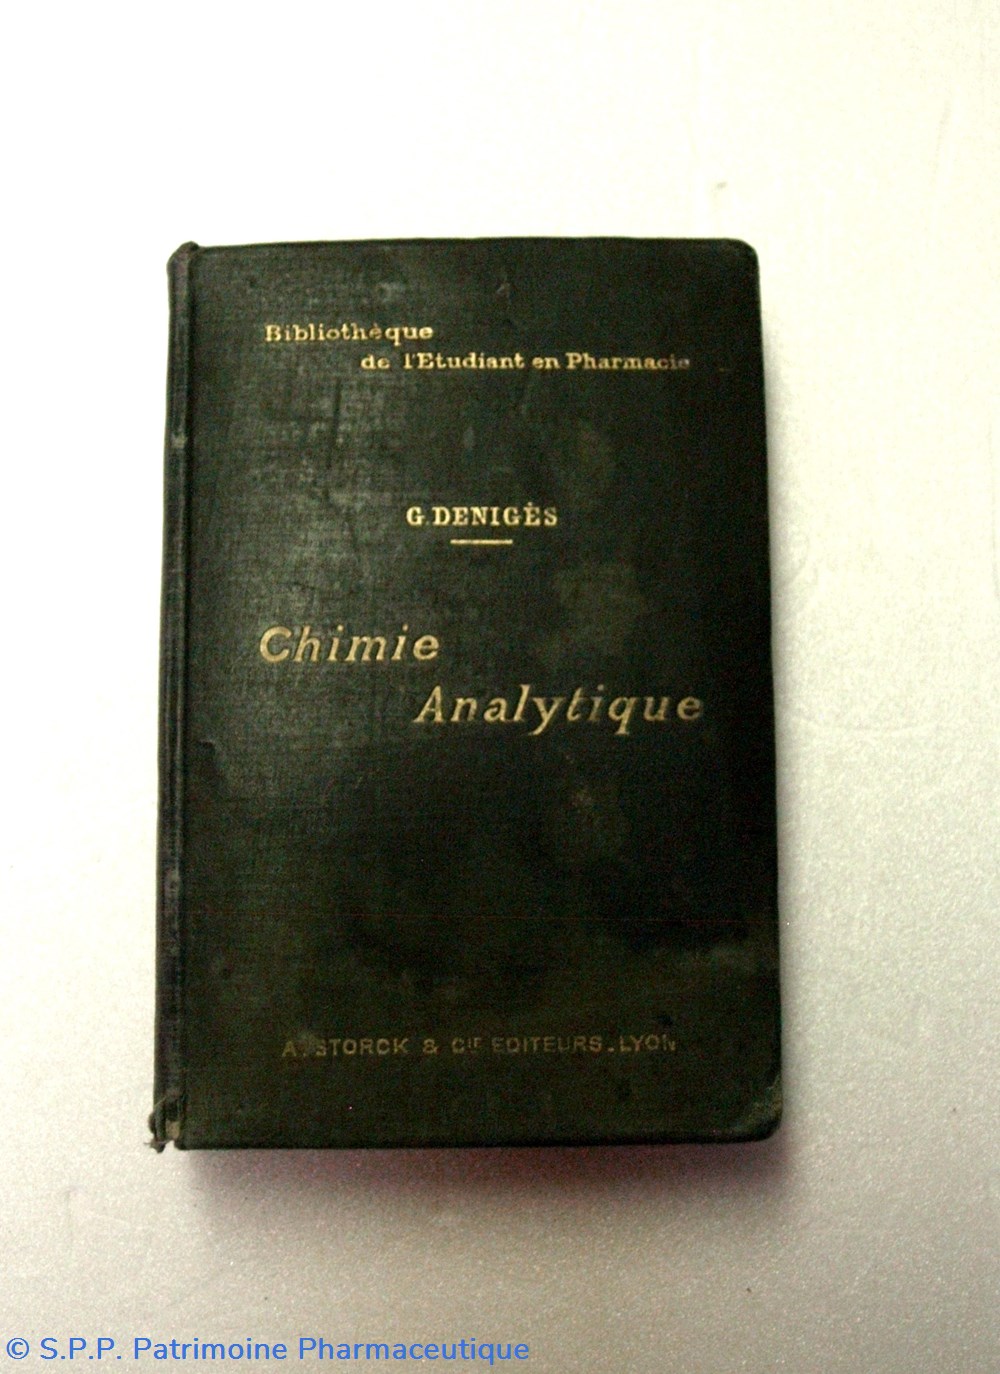 Bibliothèque
de l'Etudiant en Pharmacie
G. DENIGÈS
Chimie
Analytique
A. STORCK & CIE EDITEURS. LYON
© S.P.P. Patrimoine Pharmaceutique